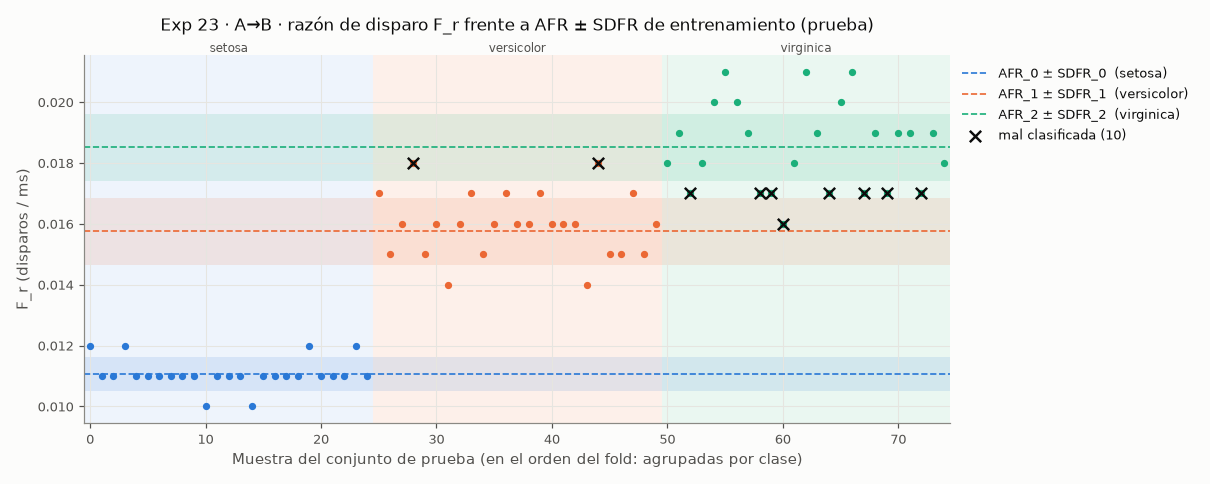 Exp 23 · A→B · razón de disparo F_r frente a AFR ± SDFR de entrenamiento (prueba)
setosa
versicolor
virginica
AFR_0 ± SDFR_0 (setosa)
AFR_1 ± SDFR_1 (versicolor)
AFR_2 ± SDFR_2 (virginica)
mal clasificada (10)
F_r (disparos / ms)
0.020
0.018
0.016
0.014
0.012
0.010
0
10
20
30
40
50
60
70
Muestra del conjunto de prueba (en el orden del fold: agrupadas por clase)